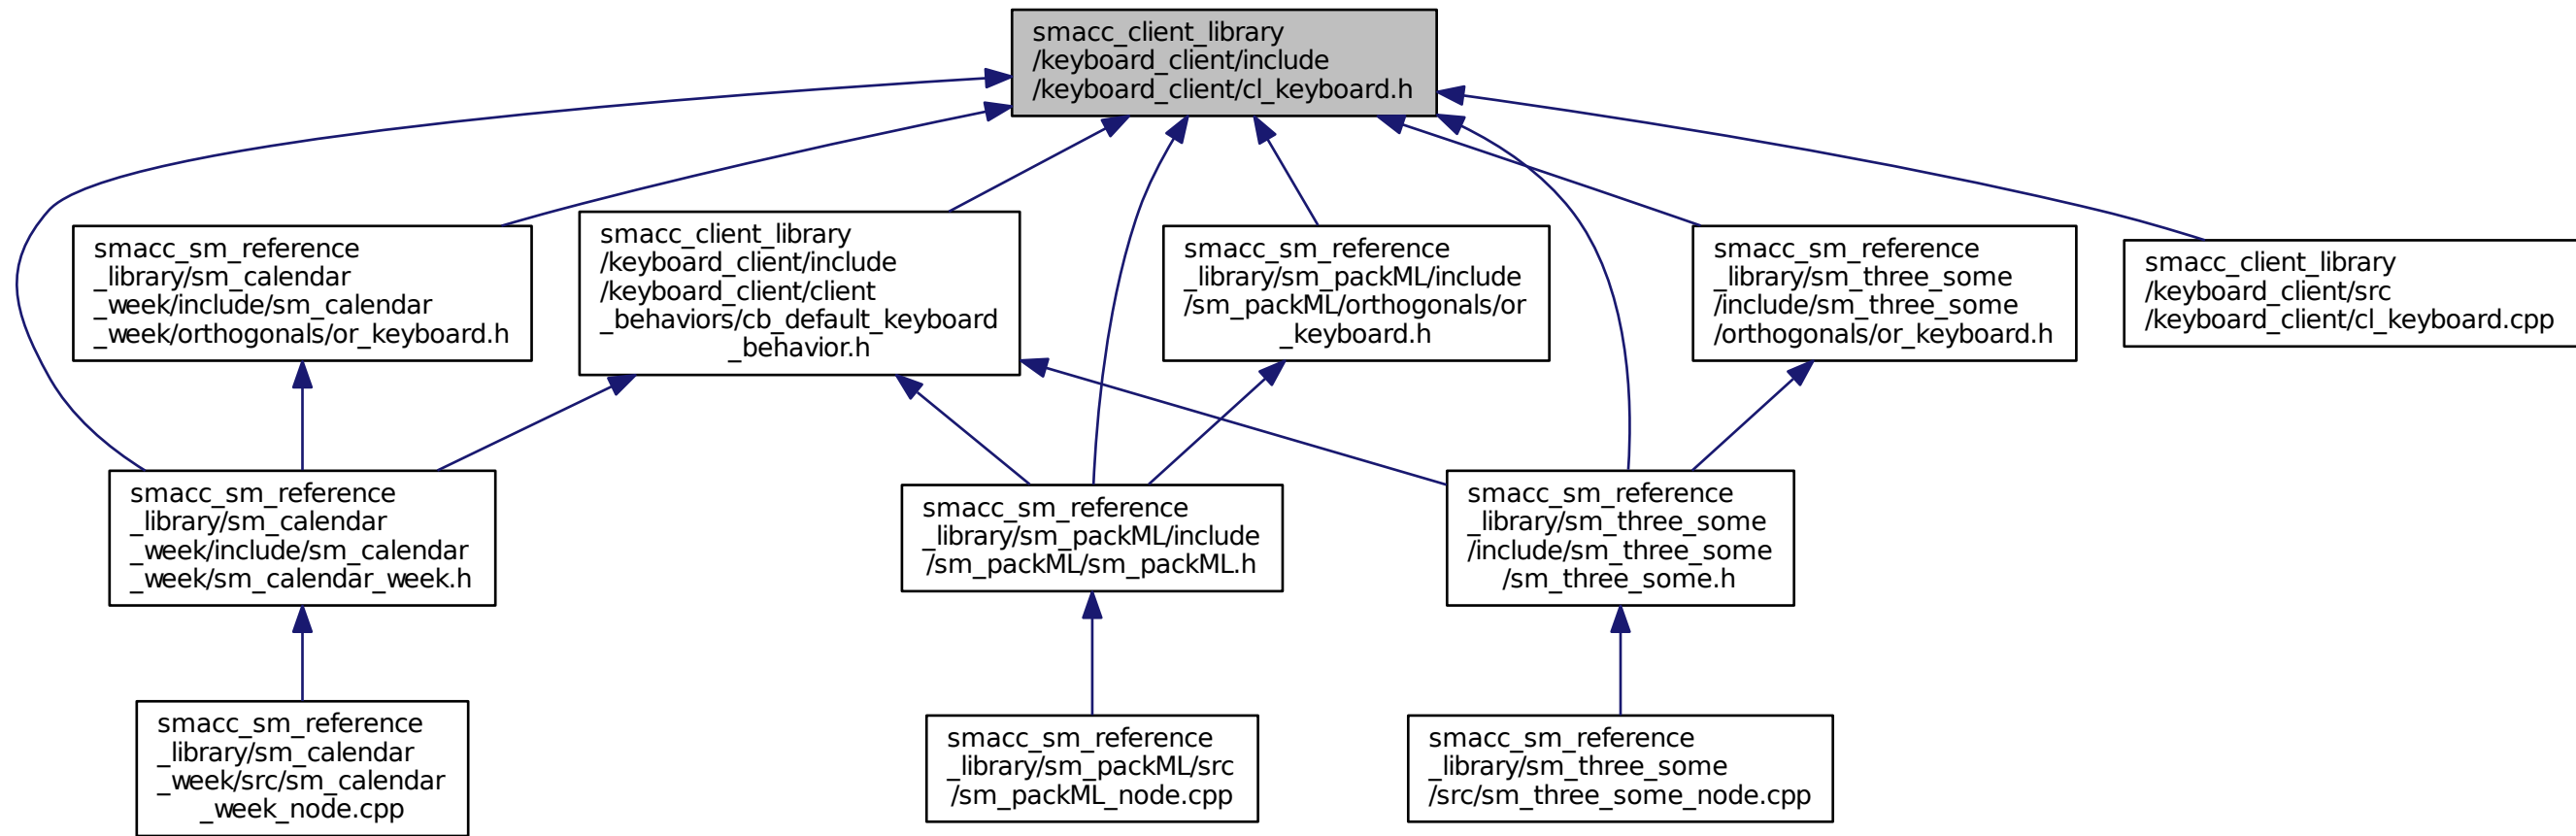 smacc_client_library
/keyboard_client/include
/keyboard_client/cl_keyboard.h
smacc_sm_reference
_library/sm_calendar
_week/include/sm_calendar
_week/orthogonals/or_keyboard.h
smacc_client_library
/keyboard_client/include
/keyboard_client/client
_behaviors/cb_default_keyboard
_behavior.h
smacc_sm_reference
_library/sm_packML/include
/sm_packML/orthogonals/or
_keyboard.h
smacc_sm_reference
_library/sm_three_some
/include/sm_three_some
/orthogonals/or_keyboard.h
smacc_client_library
/keyboard_client/src
/keyboard_client/cl_keyboard.cpp
smacc_sm_reference
_library/sm_calendar
_week/include/sm_calendar
_week/sm_calendar_week.h
smacc_sm_reference
_library/sm_packML/include
/sm_packML/sm_packML.h
smacc_sm_reference
_library/sm_three_some
/include/sm_three_some
/sm_three_some.h
smacc_sm_reference
_library/sm_calendar
_week/src/sm_calendar
_week_node.cpp
smacc_sm_reference
_library/sm_packML/src
/sm_packML_node.cpp
smacc_sm_reference
_library/sm_three_some
/src/sm_three_some_node.cpp